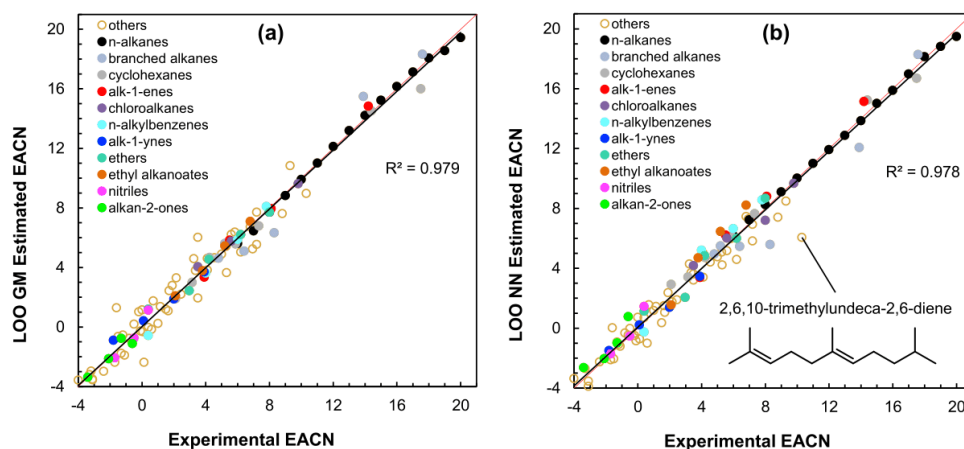 (a)
LOO GM Estimated EACN
20
16
12
8
4
0
-4
others
n-alkanes
branched alkanes
cyclohexanes
alk-1-enes
chloroalkanes
n-alkylbenzenes
alk-1-ynes
ethers
ethyl alkanoates
nitriles
alkan-2-ones
R² = 0.979
-4 0 4 8 12 16 20
Experimental EACN
(b)
LOO NN Estimated EACN
20
16
12
8
4
0
-4
others
n-alkanes
branched alkanes
cyclohexanes
alk-1-enes
chloroalkanes
n-alkylbenzenes
alk-1-ynes
ethers
ethyl alkanoates
nitriles
alkan-2-ones
R² = 0.978
2,6,10-trimethylundeca-2,6-diene
-4 0 4 8 12 16 20
Experimental EACN